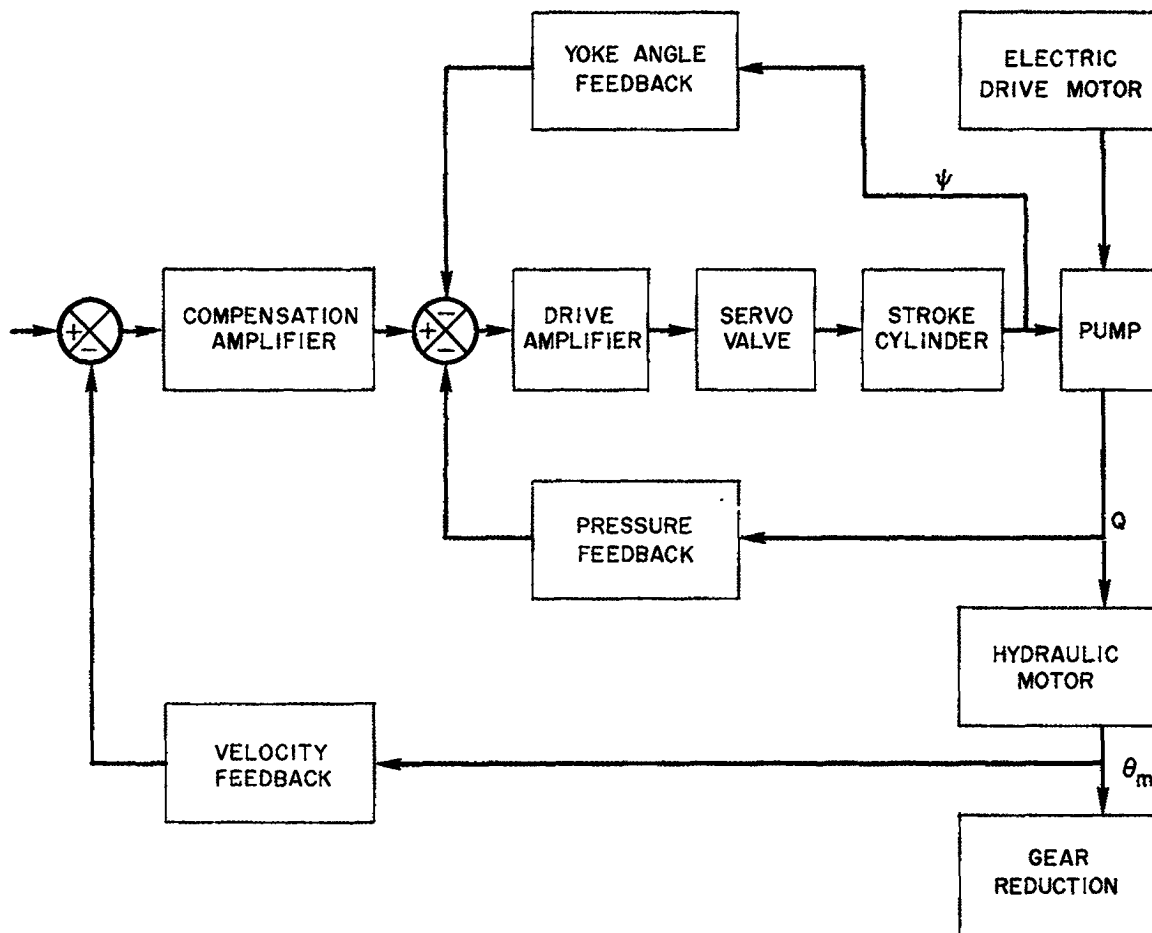 YOKE ANGLE
FEEDBACK
ELECTRIC
DRIVE MOTOR
ψ
+
−
COMPENSATION
AMPLIFIER
−
+
−
DRIVE
AMPLIFIER
SERVO
VALVE
STROKE
CYLINDER
PUMP
PRESSURE
FEEDBACK
Q
HYDRAULIC
MOTOR
VELOCITY
FEEDBACK
θm
GEAR
REDUCTION